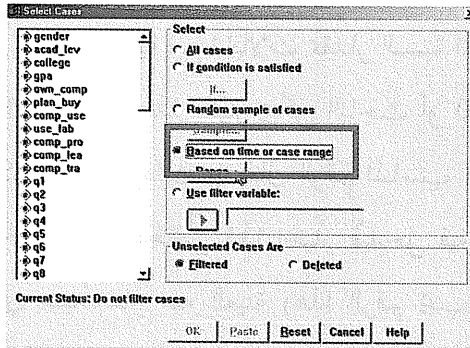 Select Cases
gender
acad_lev
college
gpa
own_comp
plan_buy
comp_use
use_lab
comp_pro
comp_lea
comp_tra
q1
q2
q3
q4
q5
q6
q7
q8
Select
All cases
If condition is satisfied
If...
Random sample of cases
Sample...
Based on time or case range
Range...
Use filter variable:
Unselected Cases Are
Filtered
Deleted
Current Status: Do not filter cases
OK
Paste
Reset
Cancel
Help